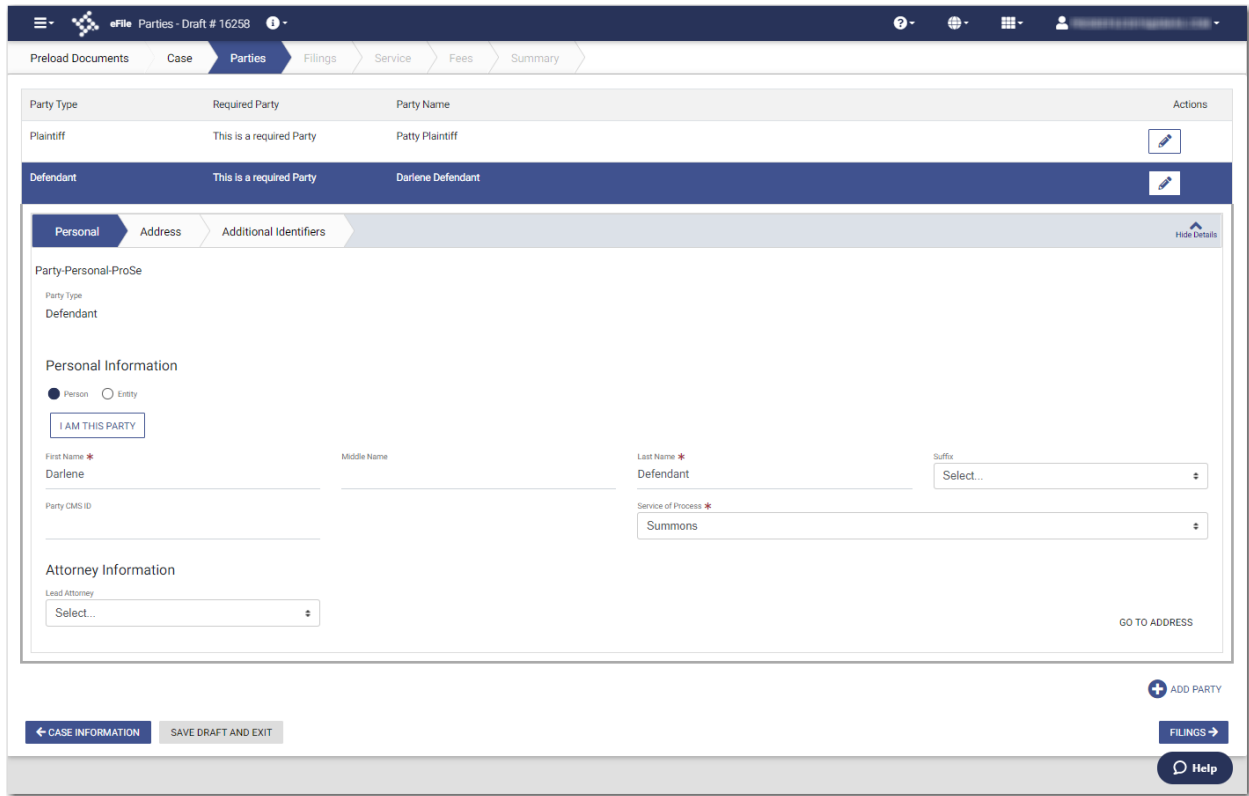 eFile Parties - Draft # 16258
Preload Documents Case Parties Filings Service Fees Summary
Party Type Required Party Party Name Actions
Plaintiff This is a required Party Patty Plaintiff
Defendant This is a required Party Darlene Defendant
Personal Address Additional Identifiers Hide Details
Party-Personal-ProSe
Party Type
Defendant
Personal Information
Person Entity
I AM THIS PARTY
First Name * Middle Name Last Name * Suffix
Darlene Defendant Select...
Party CMS ID Service of Process *
Summons
Attorney Information
Lead Attorney
Select...
GO TO ADDRESS
ADD PARTY
CASE INFORMATION SAVE DRAFT AND EXIT FILINGS
Help